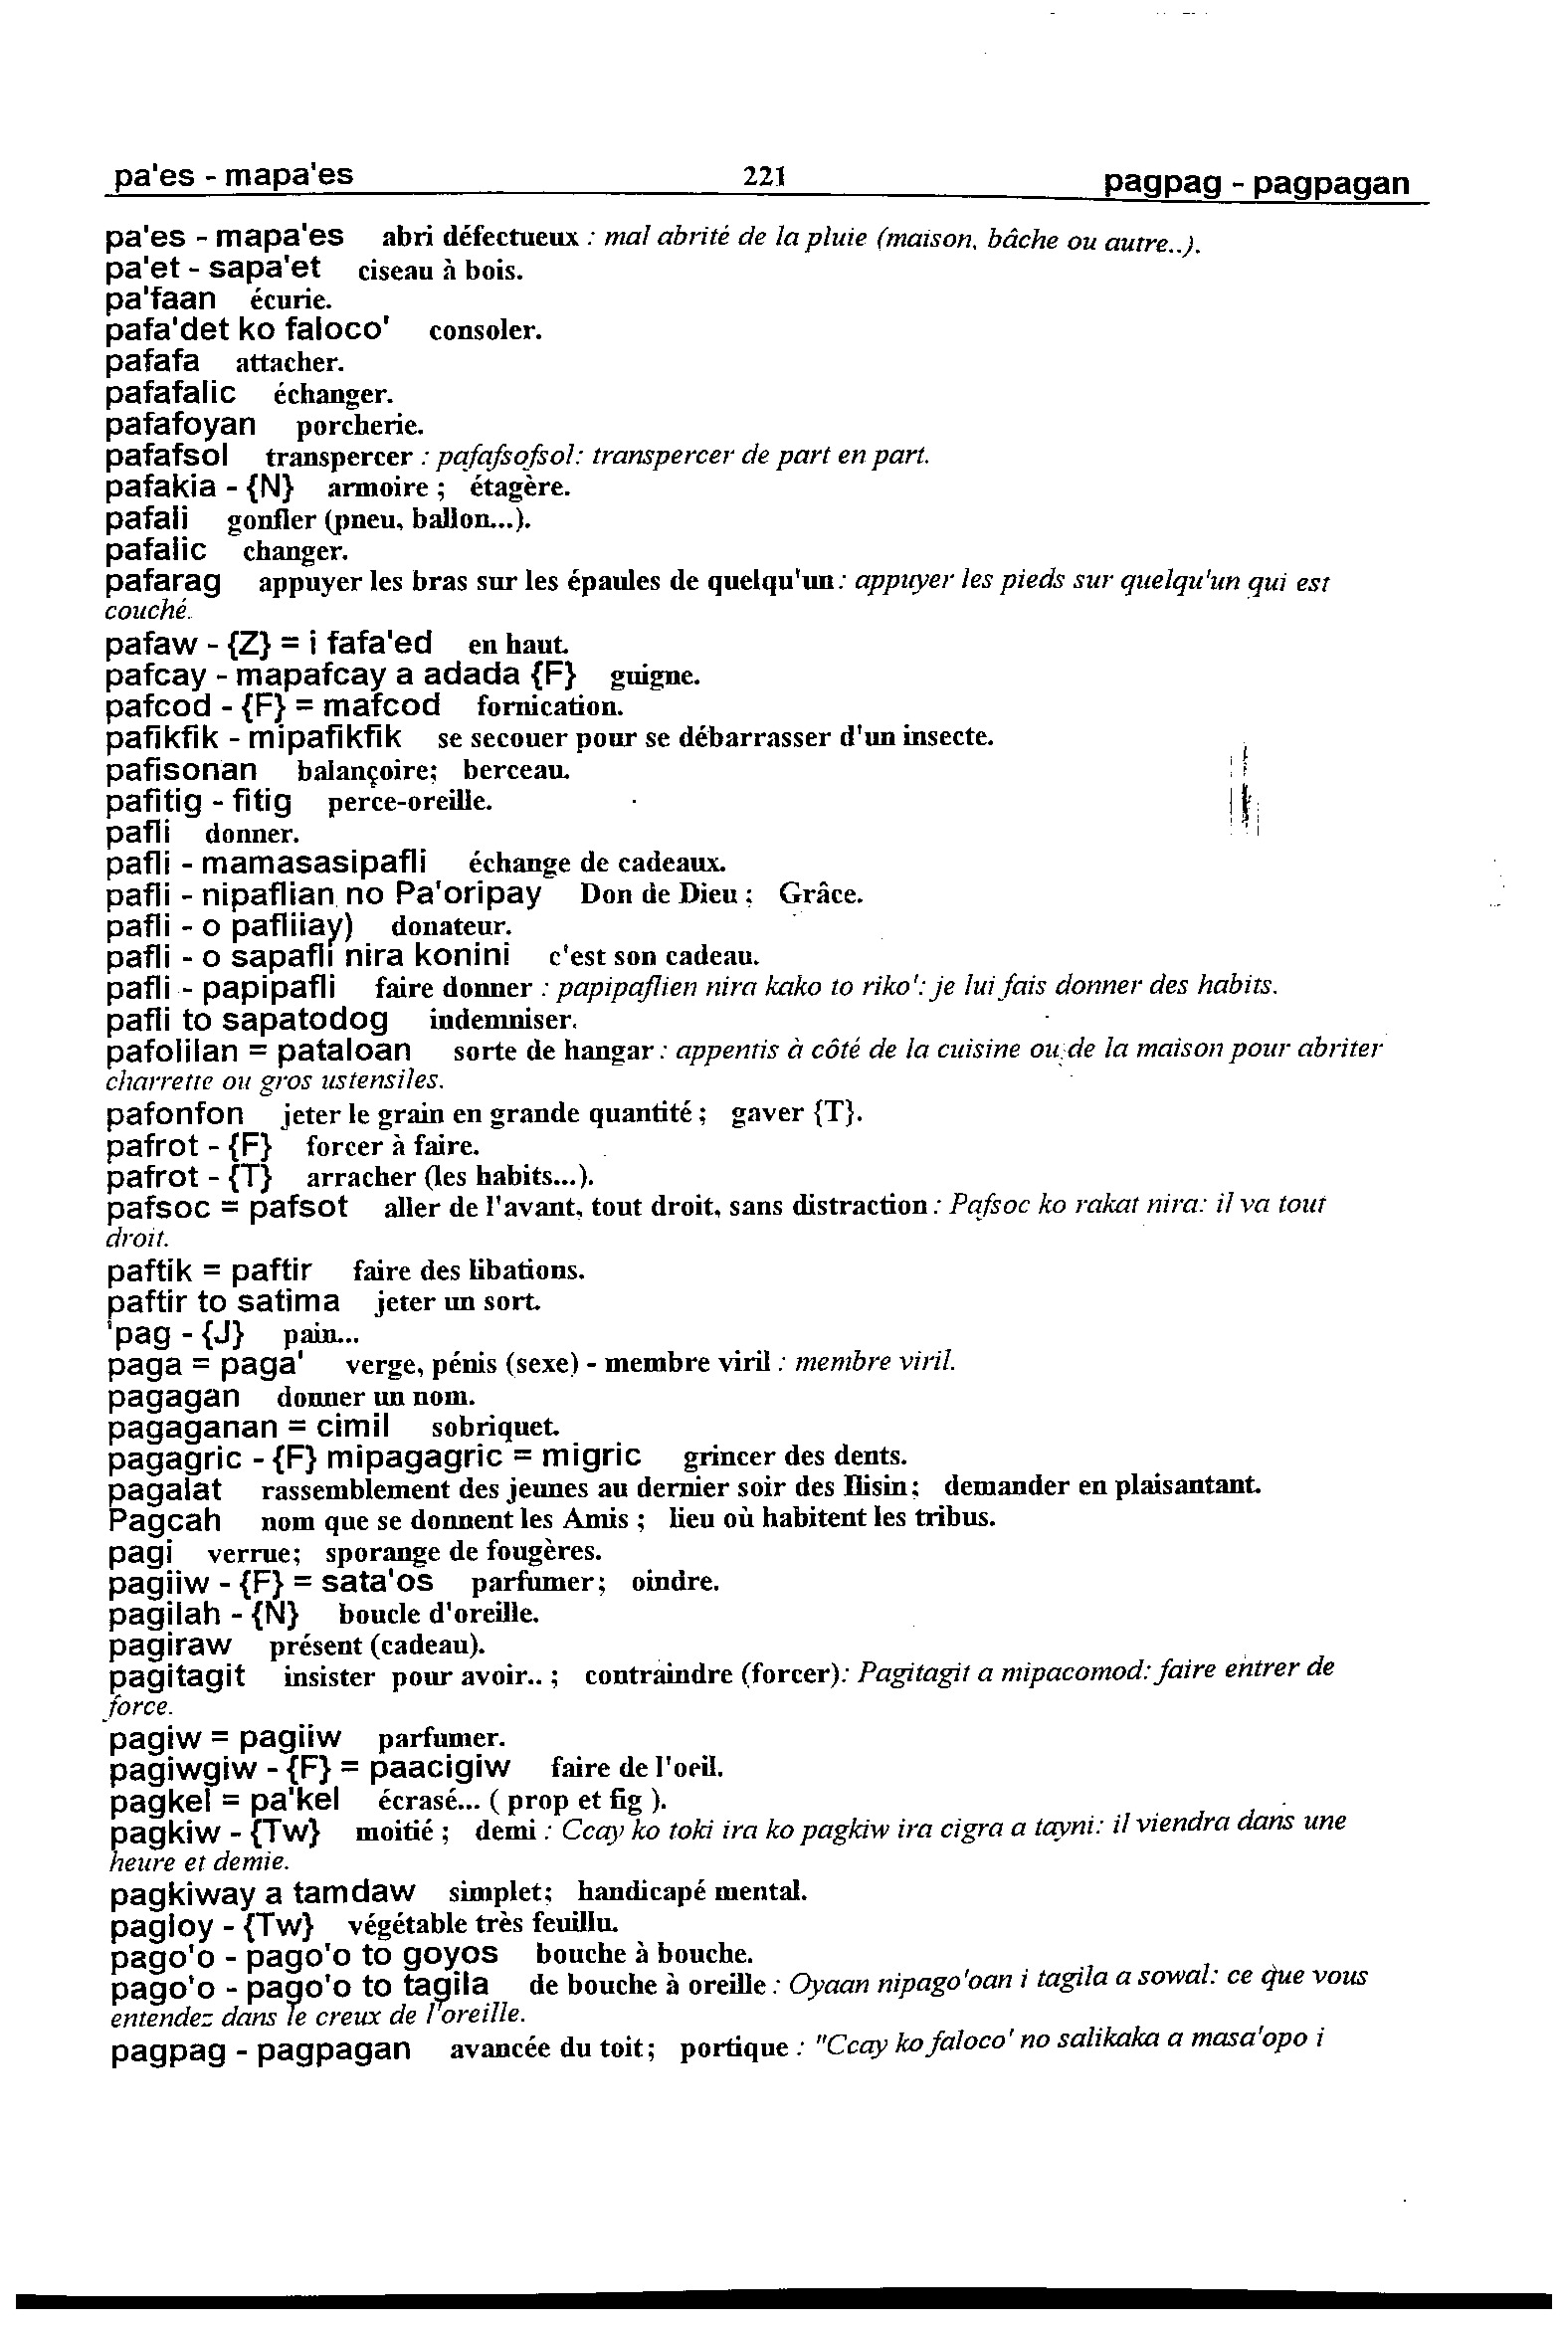 pa'es - mapa'es 221 pagpag - pagpagan
pa'es - mapa'es abri défectueux : mal abrité de la pluie (maison, bâche ou autre..).
pa'et - sapa'et ciseau à bois.
pa'faan écurie.
pafa'det ko faloco' consoler.
pafafa attacher.
pafafalic échanger.
pafafoyan porcherie.
pafafsol transpercer : pafafsofsol: transpercer de part en part.
pafakia - {N} armoire ; étagère.
pafali gonfler (pneu, ballon...).
pafalic changer.
pafarag appuyer les bras sur les épaules de quelqu'un : appuyer les pieds sur quelqu'un qui est
couché.
pafaw - {Z} = i fafa'ed en haut.
pafcay - mapafcay a adada {F} guigne.
pafcod - {F} = mafcod fornication.
pafikfik - mipafikfik se secouer pour se débarrasser d'un insecte.
pafisonan balançoire; berceau.
pafitig - fitig perce-oreille.
pafli donner.
pafli - mamasasipafli échange de cadeaux.
pafli - nipaflian no Pa'oripay Don de Dieu ; Grâce.
pafli - o pafliiay) donateur.
pafli - o sapafli nira konini c'est son cadeau.
pafli - papipafli faire donner : papipaflien nira kako to riko': je lui fais donner des habits.
pafli to sapatodog indemniser.
pafolilan = pataloan sorte de hangar : appentis à côté de la cuisine ou de la maison pour abriter
charrette ou gros ustensiles.
pafonfon jeter le grain en grande quantité ; gaver {T}.
pafrot - {F} forcer à faire.
pafrot - {T} arracher (les habits...).
pafsoc = pafsot aller de l'avant, tout droit, sans distraction : Pafsoc ko rakat nira: il va tout
droit.
paftik = paftir faire des libations.
paftir to satima jeter un sort.
'pag - {J} pain...
paga = paga' verge, pénis (sexe) - membre viril : membre viril.
pagagan donner un nom.
pagaganan = cimil sobriquet.
pagagric - {F} mipagagric = migric grincer des dents.
pagalat rassemblement des jeunes au dernier soir des Ilisin; demander en plaisantant.
Pagcah nom que se donnent les Amis ; lieu où habitent les tribus.
pagi verrue; sporange de fougères.
pagiiw - {F} = sata'os parfumer; oindre.
pagilah - {N} boucle d'oreille.
pagiraw présent (cadeau).
pagitagit insister pour avoir.. ; contraindre (forcer): Pagitagit a mipacomod: faire entrer de
force.
pagiw = pagiiw parfumer.
pagiwgiw - {F} = paacigiw faire de l'oeil.
pagkel = pa'kel écrasé... ( prop et fig ).
pagkiw - {Tw} moitié ; demi : Ccay ko toki ira ko pagkiw ira cigra a tayni: il viendra dans une
heure et demie.
pagkiway a tamdaw simplet; handicapé mental.
pagloy - {Tw} végétable très feuillu.
pago'o - pago'o to goyos bouche à bouche.
pago'o - pago'o to tagila de bouche à oreille : Oyaan nipago'oan i tagila a sowal: ce que vous
entendez dans le creux de l'oreille.
pagpag - pagpagan avancée du toit; portique : "Ccay ko faloco' no salikaka a masa'opo i